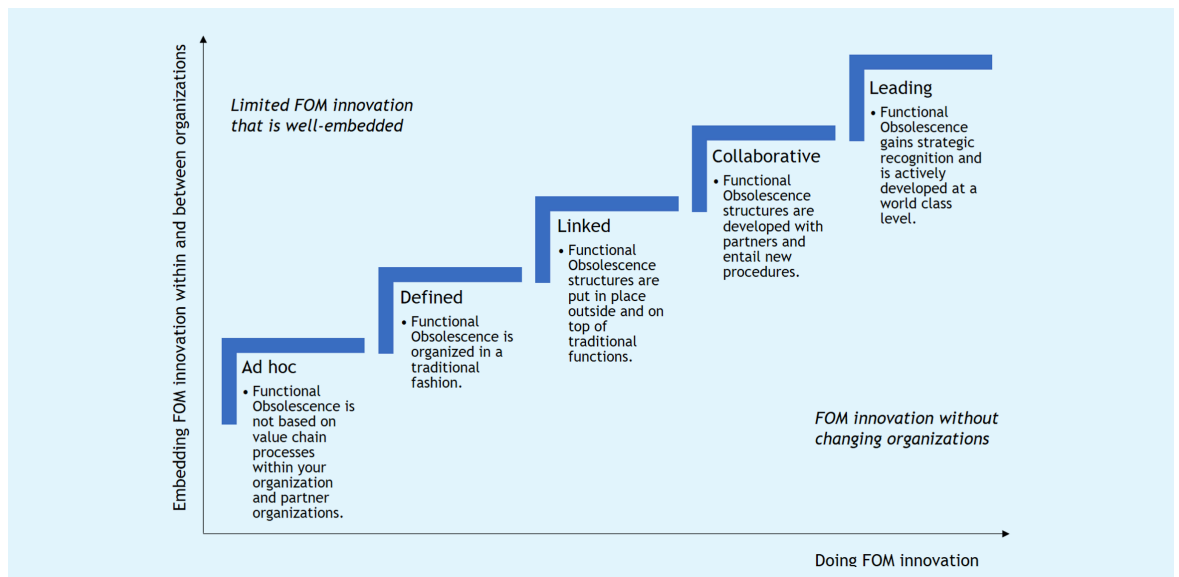 Embedding FOM innovation within and between organizations
Limited FOM innovation
that is well-embedded
Ad hoc
• Functional
Obsolescence is
not based on
value chain
processes
within your
organization
and partner
organizations.
Defined
• Functional
Obsolescence is
organized in a
traditional
fashion.
Linked
• Functional
Obsolescence
structures are
put in place
outside and on
top of
traditional
functions.
Collaborative
• Functional
Obsolescence
structures are
developed with
partners and
entail new
procedures.
Leading
• Functional
Obsolescence
gains strategic
recognition and
is actively
developed at a
world class
level.
FOM innovation without
changing organizations
Doing FOM innovation